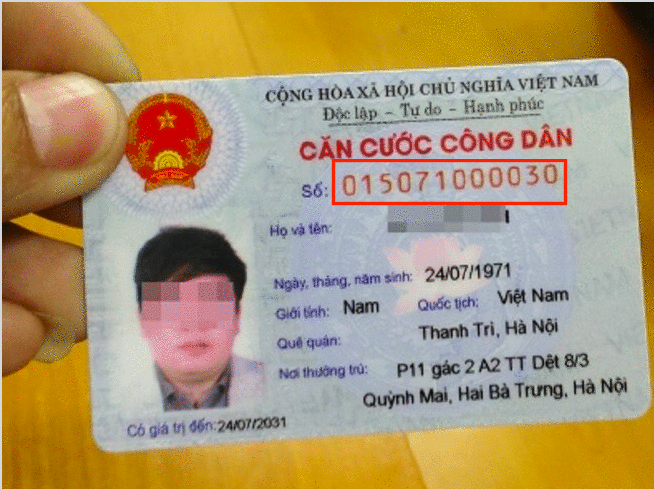 CỘNG HÒA XÃ HỘI CHỦ NGHĨA VIỆT NAM
Độc lập - Tự do - Hạnh phúc
CĂN CƯỚC CÔNG DÂN
Số: 015071000030
Họ và tên:
Ngày, tháng, năm sinh: 24/07/1971
Giới tính: Nam Quốc tịch: Việt Nam
Quê quán: Thanh Trì, Hà Nội
Nơi thường trú: P11 gác 2 A2 TT Dệt 8/3
Quỳnh Mai, Hai Bà Trưng, Hà Nội
Có giá trị đến: 24/07/2031